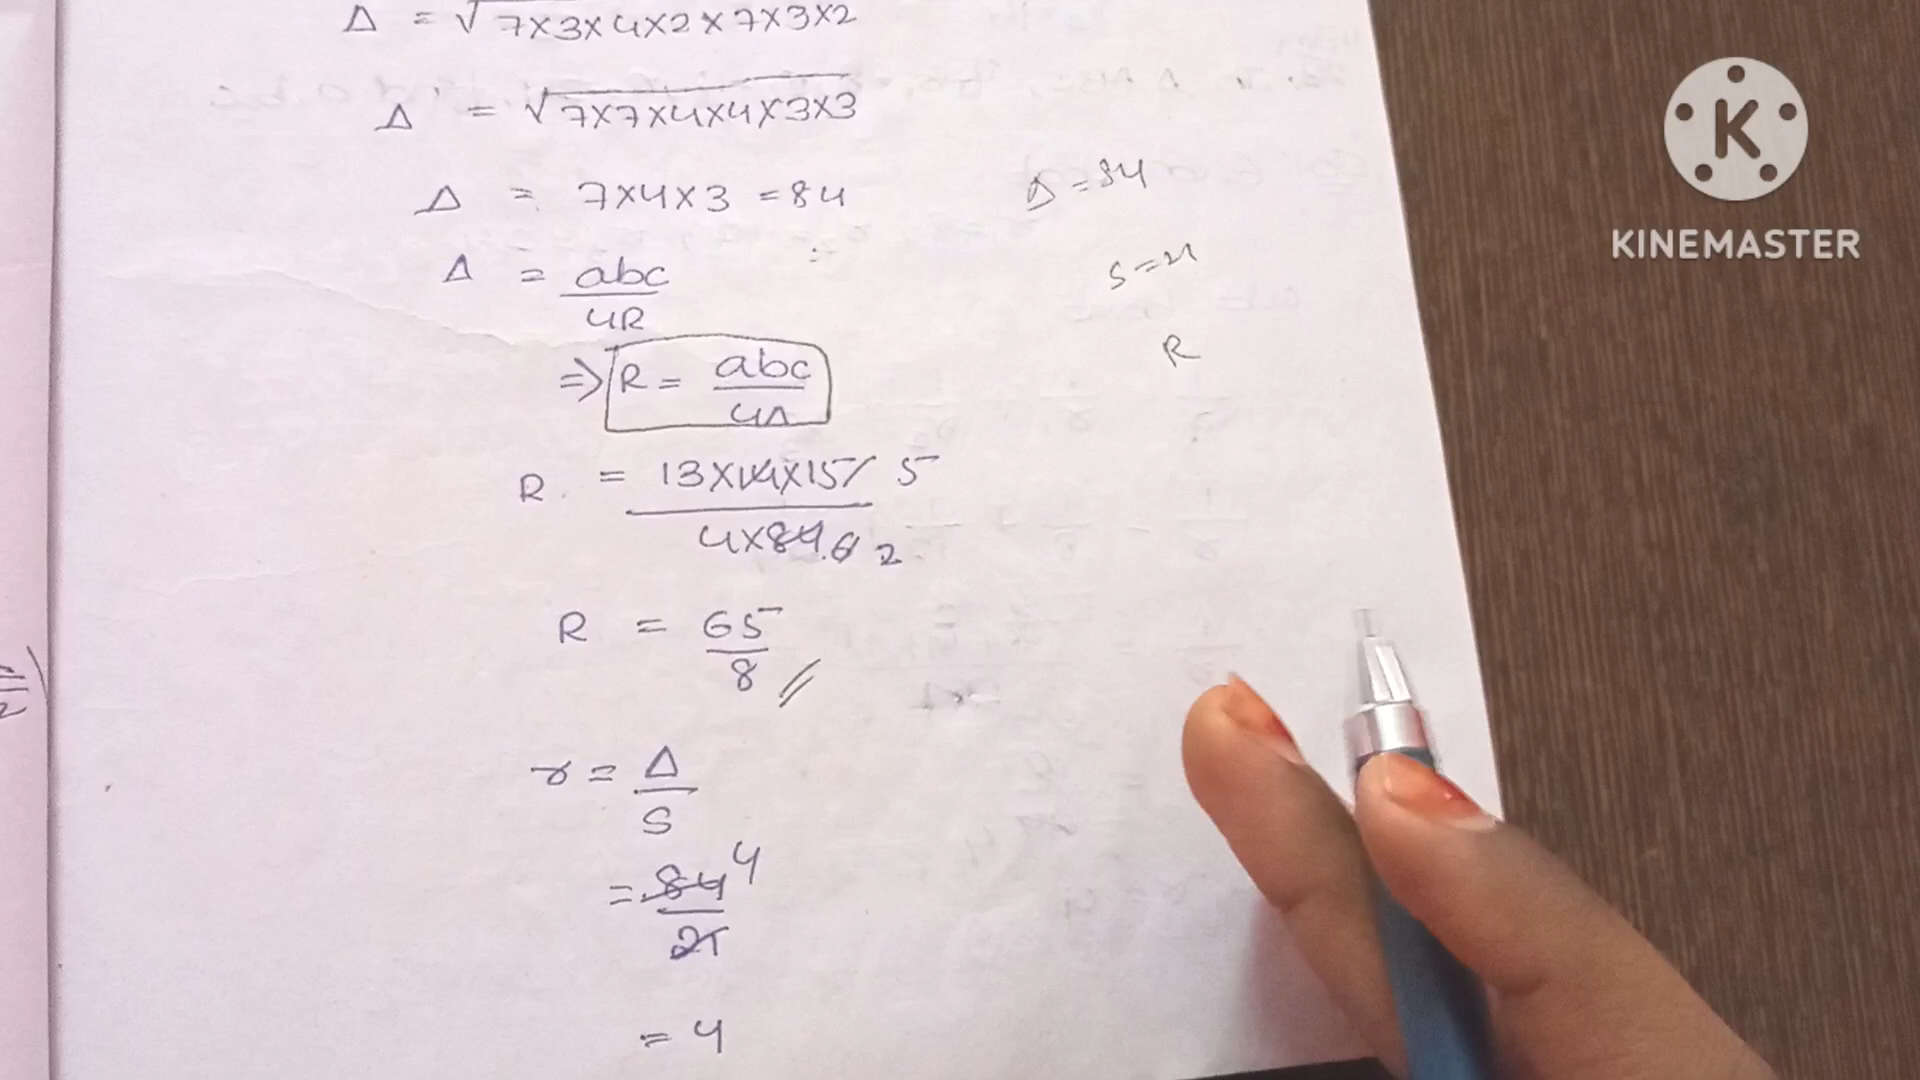 Δ = √7×3×4×2×7×3×2
Δ = √7×7×4×4×3×3
Δ = 7×4×3 = 84
Δ = abc/4R
⇒ R = abc/4Δ
R = 13×14×15/ 5
4×84 6 2
R = 65/8 //
r = Δ/S
= 84/21 4
= 4
Δ = 84
S = 21
R
K
KINEMASTER